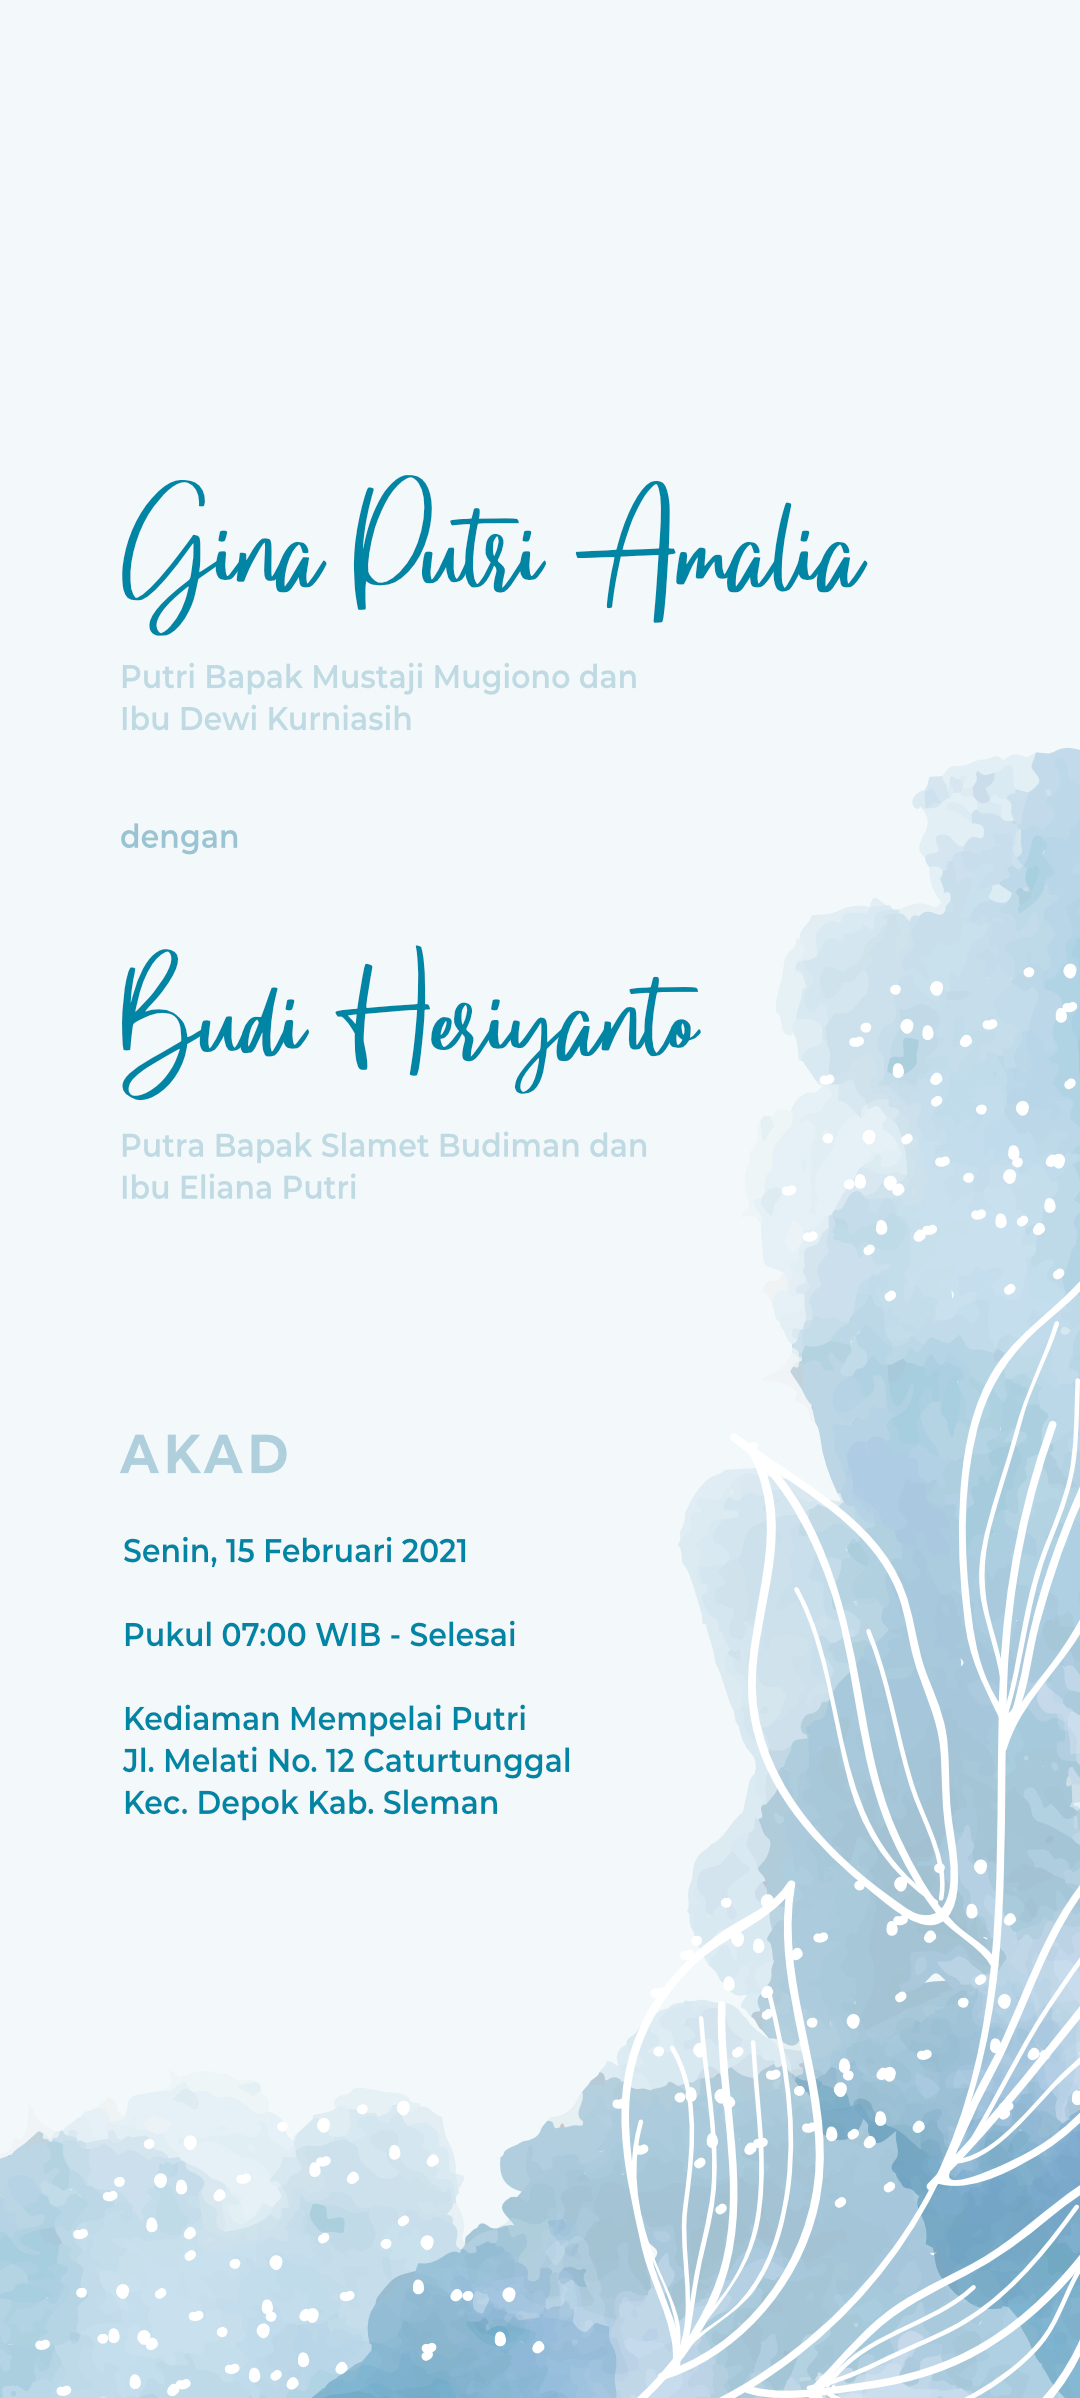 Gina Putri Amalia
Putri Bapak Mustaji Mugiono dan
Ibu Dewi Kurniasih
dengan
Budi Heriyanto
Putra Bapak Slamet Budiman dan
Ibu Eliana Putri
AKAD
Senin, 15 Februari 2021
Pukul 07:00 WIB - Selesai
Kediaman Mempelai Putri
Jl. Melati No. 12 Caturtunggal
Kec. Depok Kab. Sleman